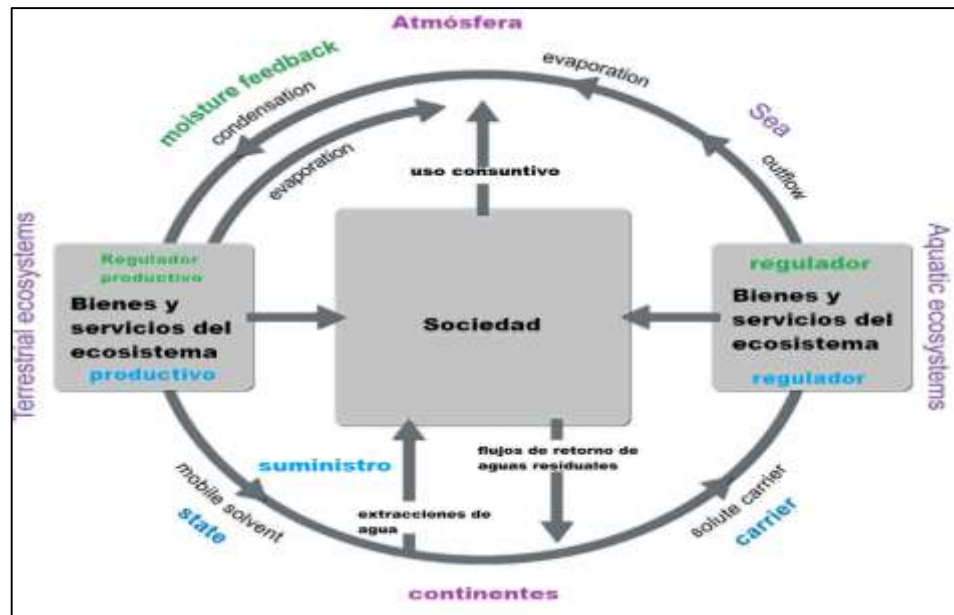 Atmósfera
evaporation
moisture feedback
condensation
Sea
evaporation
uso consuntivo
outflow
Terrestrial ecosystems
Regulador
productivo
Bienes y
servicios del
ecosistema
productivo
Sociedad
regulador
Bienes y
servicios del
ecosistema
regulador
Aquatic ecosystems
suministro
flujos de retorno de
aguas residuales
mobile solvent
state
extracciones de
agua
solute carrier
carrier
continentes